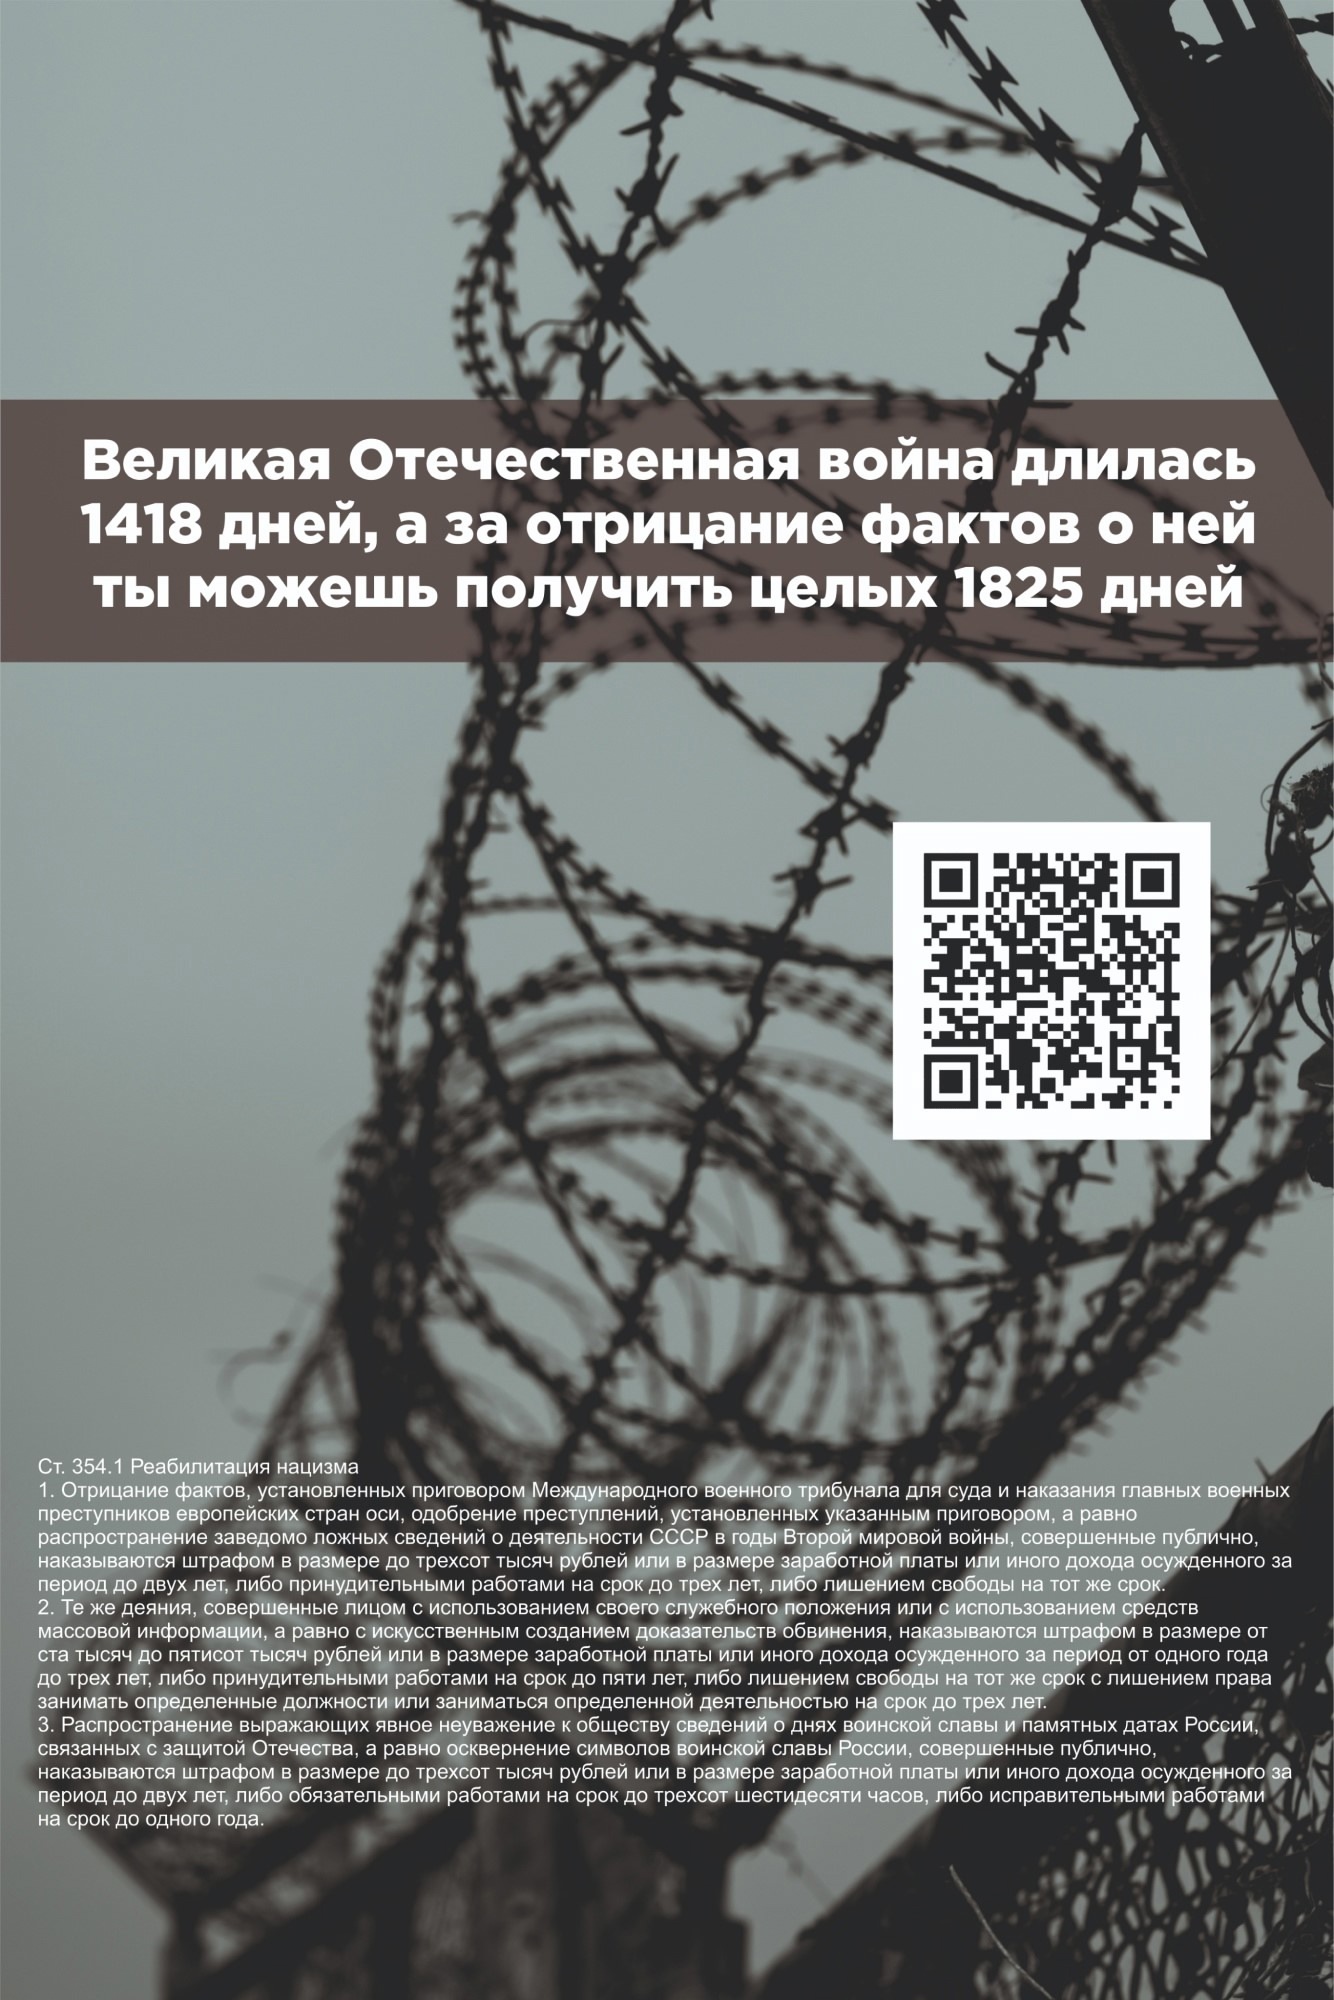 Великая Отечественная война длилась
1418 дней, а за отрицание фактов о ней
ты можешь получить целых 1825 дней
Ст. 354.1 Реабилитация нацизма
1. Отрицание фактов, установленных приговором Международного военного трибунала для суда и наказания главных военных
преступников европейских стран оси, одобрение преступлений, установленных указанным приговором, а равно
распространение заведомо ложных сведений о деятельности СССР в годы Второй мировой войны, совершенные публично,
наказываются штрафом в размере до трехсот тысяч рублей или в размере заработной платы или иного дохода осужденного за
период до двух лет, либо принудительными работами на срок до трех лет, либо лишением свободы на тот же срок.
2. Те же деяния, совершенные лицом с использованием своего служебного положения или с использованием средств
массовой информации, а равно с искусственным созданием доказательств обвинения, наказываются штрафом в размере от
ста тысяч до пятисот тысяч рублей или в размере заработной платы или иного дохода осужденного за период от одного года
до трех лет, либо принудительными работами на срок до пяти лет, либо лишением свободы на тот же срок с лишением права
занимать определенные должности или заниматься определенной деятельностью на срок до трех лет.
3. Распространение выражающих явное неуважение к обществу сведений о днях воинской славы и памятных датах России,
связанных с защитой Отечества, а равно осквернение символов воинской славы России, совершенные публично,
наказываются штрафом в размере до трехсот тысяч рублей или в размере заработной платы или иного дохода осужденного за
период до двух лет, либо обязательными работами на срок до трехсот шестидесяти часов, либо исправительными работами
на срок до одного года.